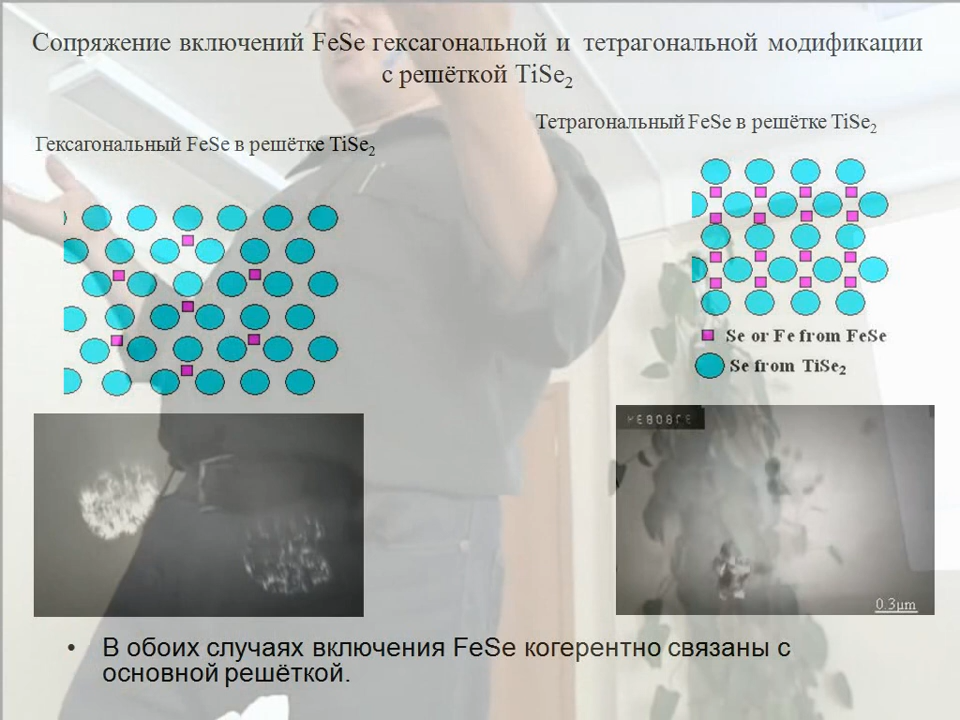 Сопряжение включений FeSe гексагональной и тетрагональной модификации
с решёткой TiSe₂
Гексагональный FeSe в решётке TiSe₂
Тетрагональный FeSe в решётке TiSe₂
Se or Fe from FeSe
Se from TiSe₂
0.3μm
• В обоих случаях включения FeSe когерентно связаны с
основной решёткой.